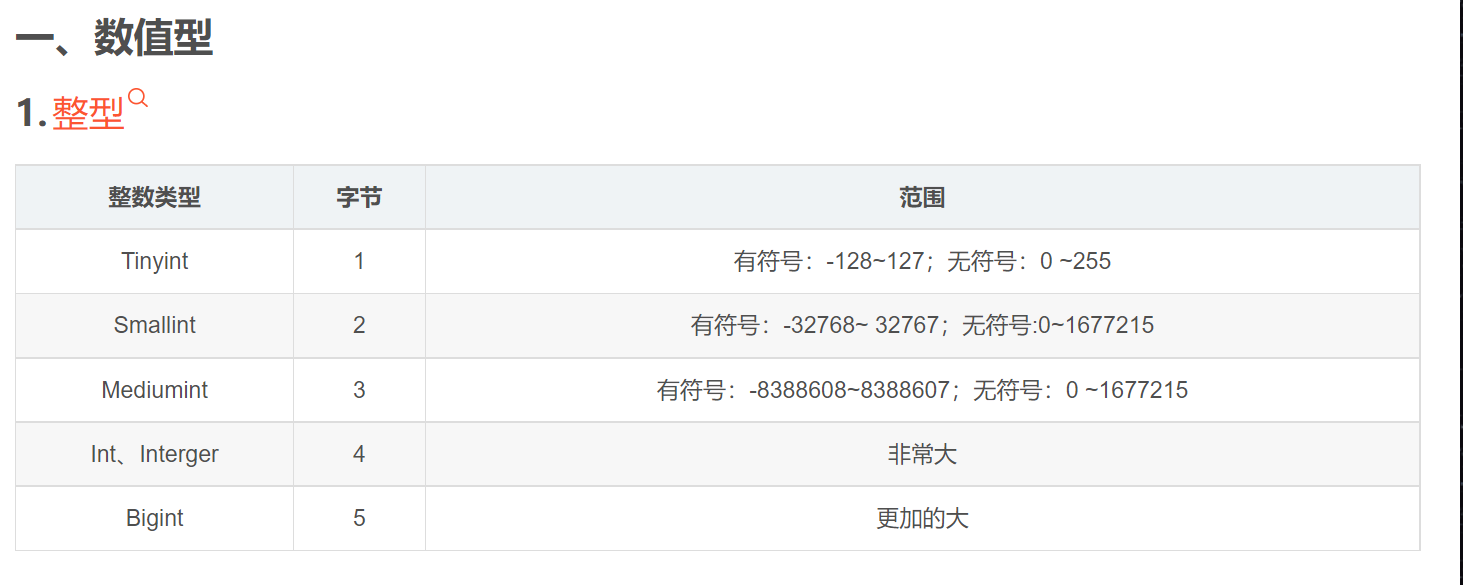 一、数值型
1.整型
整数类型 字节 范围
Tinyint 1 有符号：-128~127；无符号：0 ~255
Smallint 2 有符号：-32768~ 32767；无符号:0~1677215
Mediumint 3 有符号：-8388608~8388607；无符号：0 ~1677215
Int、Interger 4 非常大
Bigint 5 更加的大